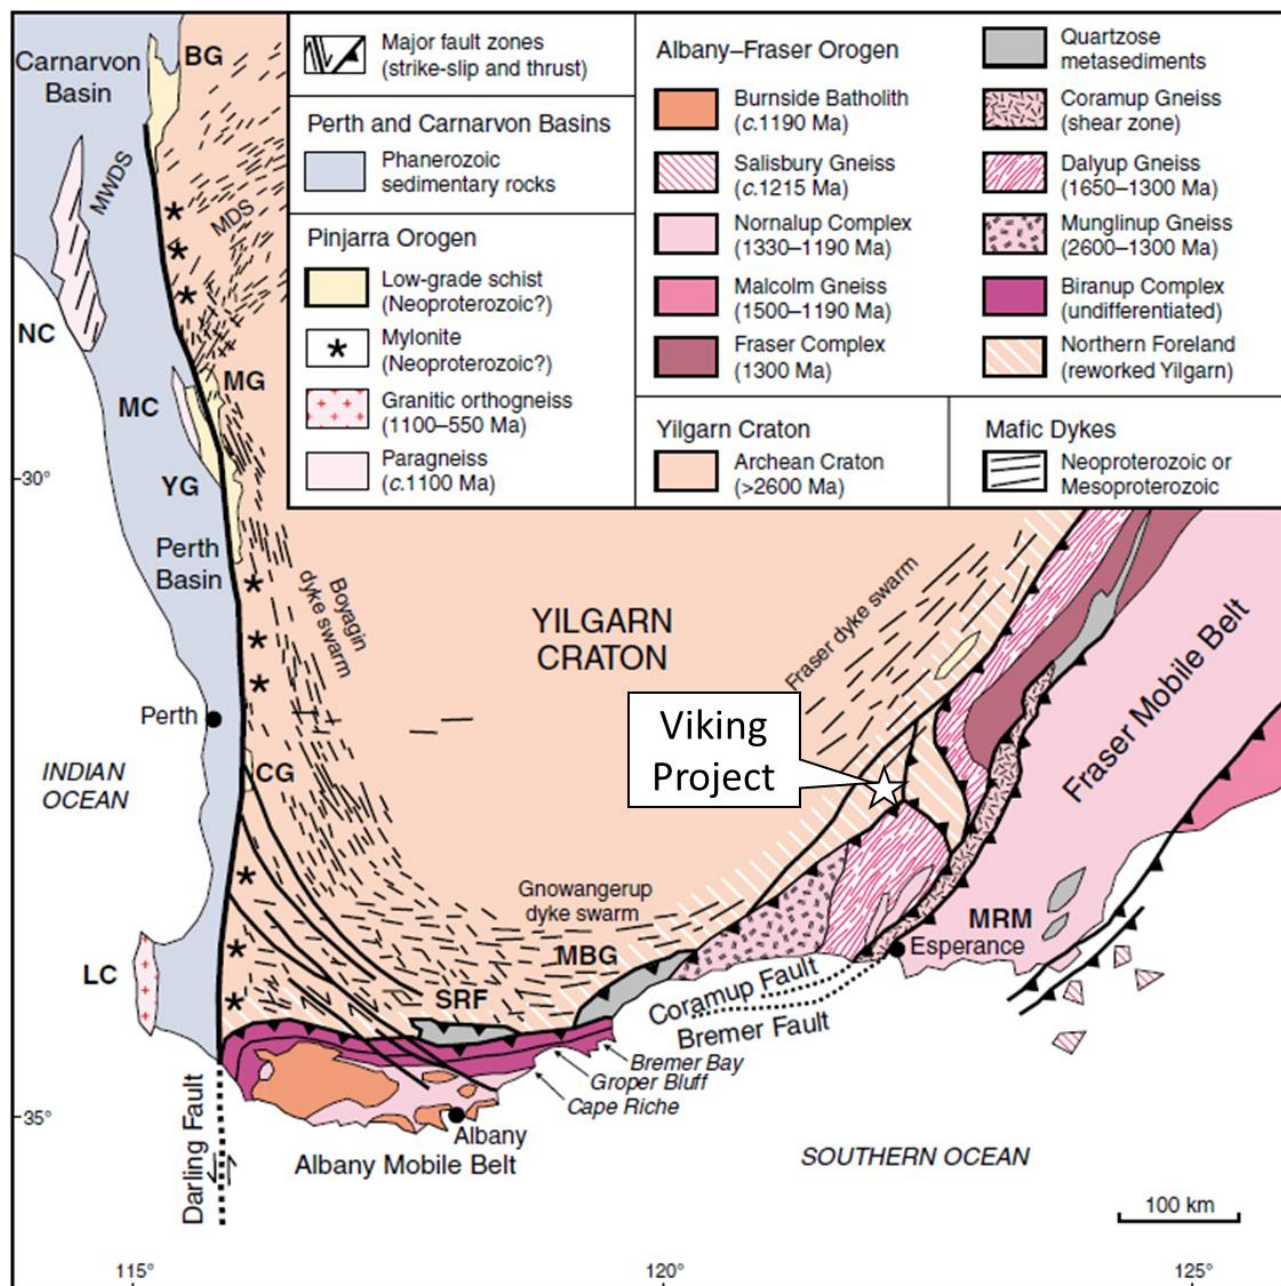 Carnarvon
Basin
BG
MWDS
MDS
NC
MG
MC
YG
30°
Perth
Basin
Boyagin
dyke swarm
Major fault zones
(strike-slip and thrust)
Perth and Carnarvon Basins
Phanerozoic
sedimentary rocks
Pinjarra Orogen
Low-grade schist
(Neoproterozoic?)
Mylonite
(Neoproterozoic?)
Granitic orthogneiss
(1100–550 Ma)
Paragneiss
(c.1100 Ma)
Albany–Fraser Orogen
Burnside Batholith
(c.1190 Ma)
Salisbury Gneiss
(c.1215 Ma)
Nornalup Complex
(1330–1190 Ma)
Malcolm Gneiss
(1500–1190 Ma)
Fraser Complex
(1300 Ma)
Quartzose
metasediments
Coramup Gneiss
(shear zone)
Dalyup Gneiss
(1650–1300 Ma)
Munglinup Gneiss
(2600–1300 Ma)
Biranup Complex
(undifferentiated)
Northern Foreland
(reworked Yilgarn)
Yilgarn Craton
Archean Craton
(>2600 Ma)
Mafic Dykes
Neoproterozoic or
Mesoproterozoic
YILGARN
CRATON
Fraser dyke swarm
Viking
Project
Fraser Mobile Belt
Perth
INDIAN
OCEAN
CG
Gnowangerup
dyke swarm
MBG
MRM
Esperance
LC
SRF
Coramup Fault
Bremer Fault
Bremer Bay
Groper Bluff
Cape Riche
35°
Albany
Albany Mobile Belt
Darling Fault
SOUTHERN OCEAN
100 km
115°
120°
125°